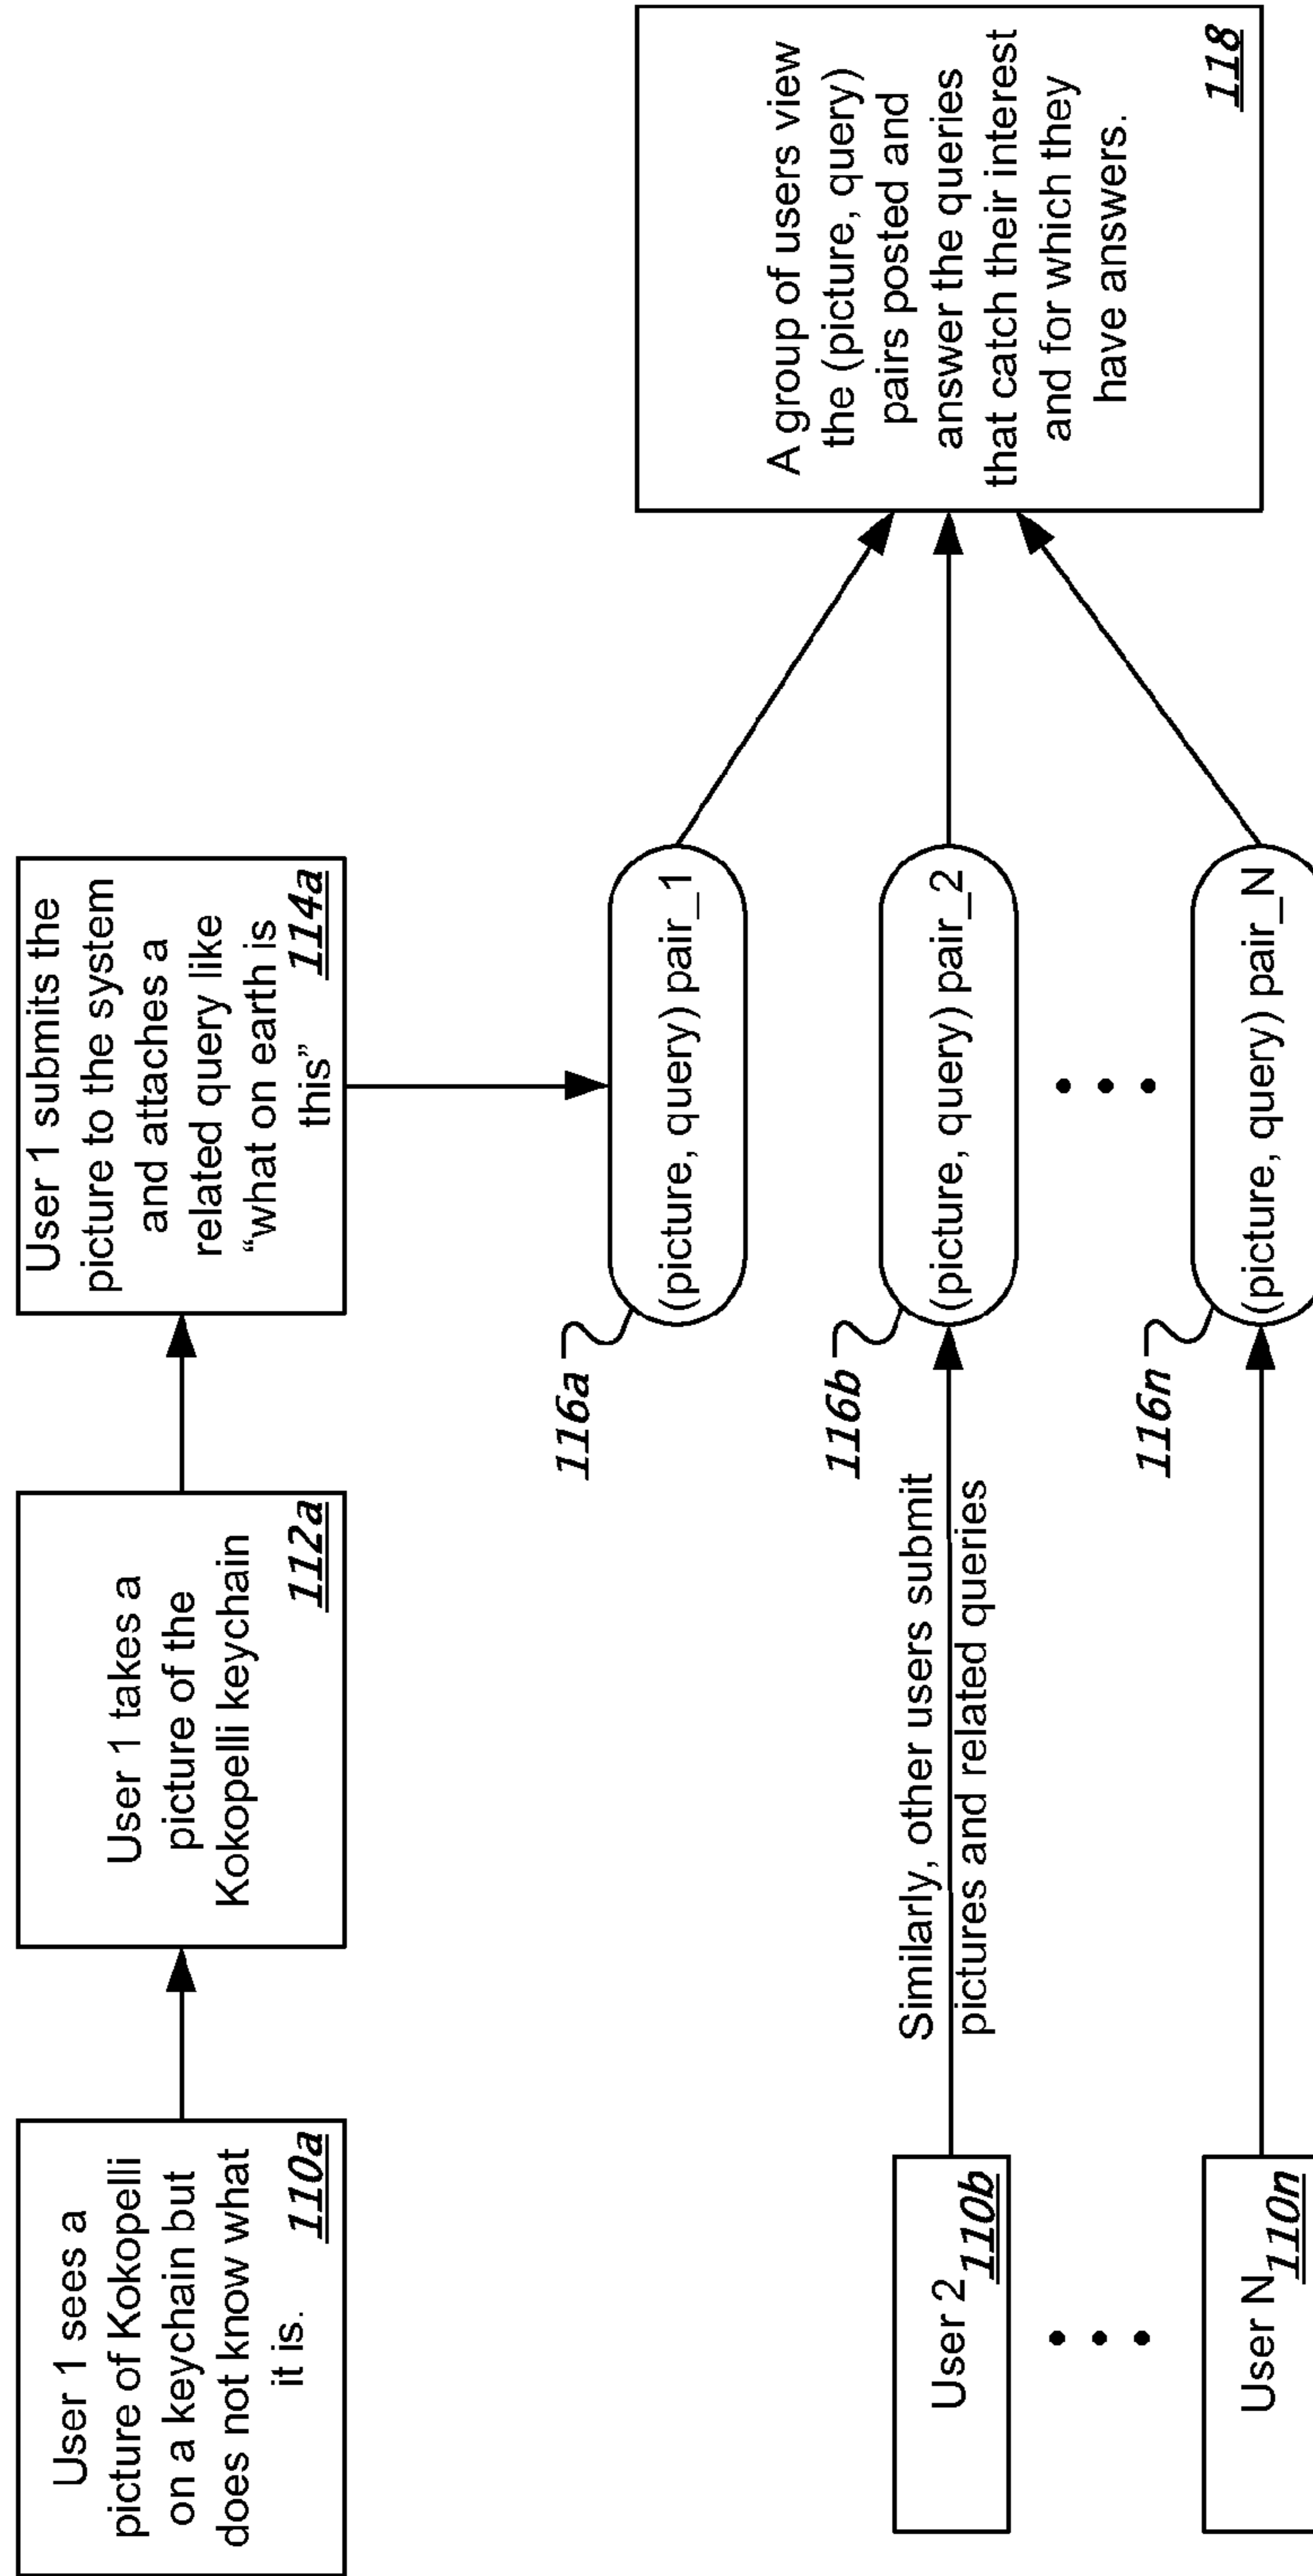 User 1 sees a
picture of Kokopelli
on a keychain but
does not know what
it is.
110a
User 1 takes a
picture of the
Kokopelli keychain
112a
User 1 submits the
picture to the system
and attaches a
related query like
“what on earth is
this”
114a
116a
(picture, query) pair_1
User 2
110b
Similarly, other users submit
pictures and related queries
116b
(picture, query) pair_2
User N
110n
116n
(picture, query) pair_N
A group of users view
the (picture, query)
pairs posted and
answer the queries
that catch their interest
and for which they
have answers.
118